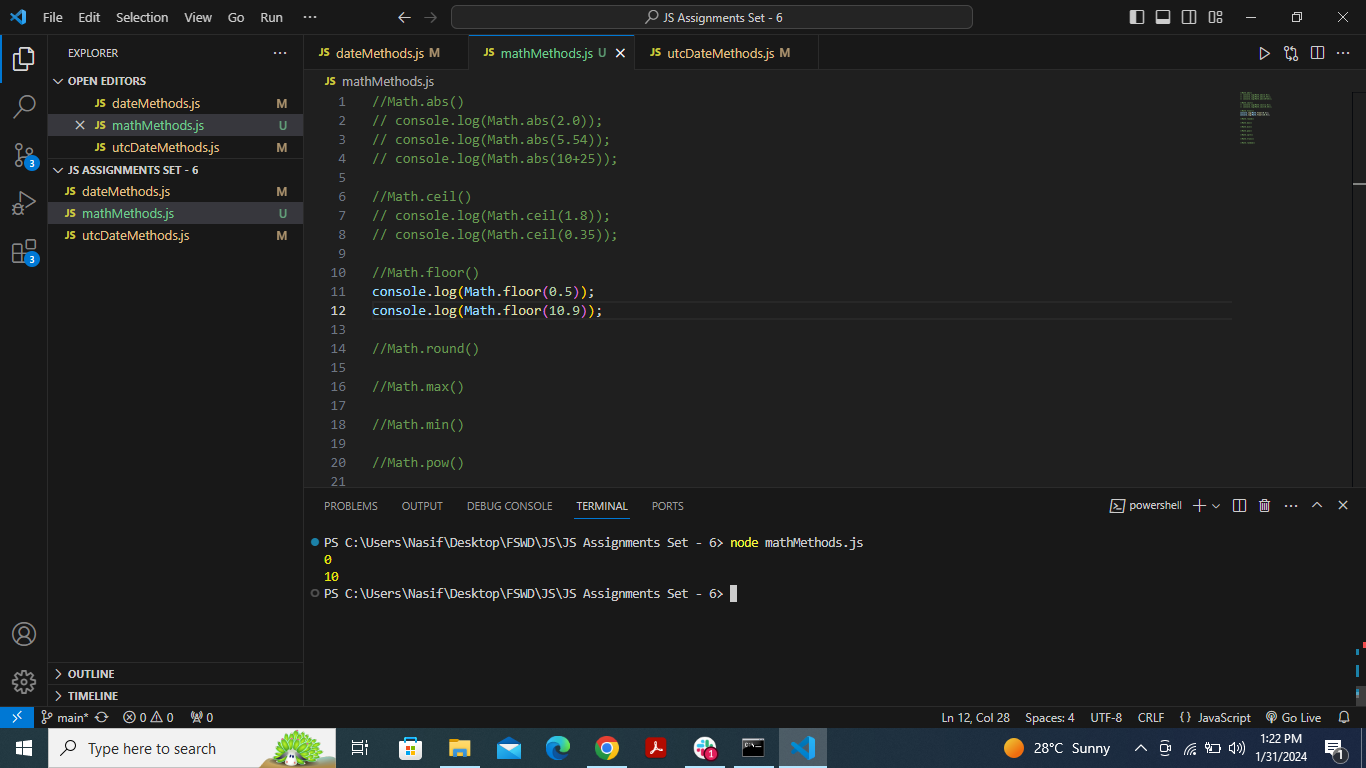 File Edit Selection View Go Run ··· JS Assignments Set - 6
EXPLORER
OPEN EDITORS
JS dateMethods.js M
JS mathMethods.js U
JS utcDateMethods.js M
JS ASSIGNMENTS SET - 6
JS dateMethods.js M
JS mathMethods.js U
JS utcDateMethods.js M
3
3
OUTLINE
TIMELINE
JS dateMethods.js M JS mathMethods.js U JS utcDateMethods.js M
JS mathMethods.js
1 //Math.abs()
2 // console.log(Math.abs(2.0));
3 // console.log(Math.abs(5.54));
4 // console.log(Math.abs(10+25));
5
6 //Math.ceil()
7 // console.log(Math.ceil(1.8));
8 // console.log(Math.ceil(0.35));
9
10 //Math.floor()
11 console.log(Math.floor(0.5));
12 console.log(Math.floor(10.9));
13
14 //Math.round()
15
16 //Math.max()
17
18 //Math.min()
19
20 //Math.pow()
21
PROBLEMS OUTPUT DEBUG CONSOLE TERMINAL PORTS powershell
PS C:\Users\Nasif\Desktop\FSWD\JS\JS Assignments Set - 6> node mathMethods.js
0
10
PS C:\Users\Nasif\Desktop\FSWD\JS\JS Assignments Set - 6>
main* 0 0 0 Ln 12, Col 28 Spaces: 4 UTF-8 CRLF {} JavaScript Go Live
Type here to search 1 28°C Sunny 1:22 PM
1/31/2024 1